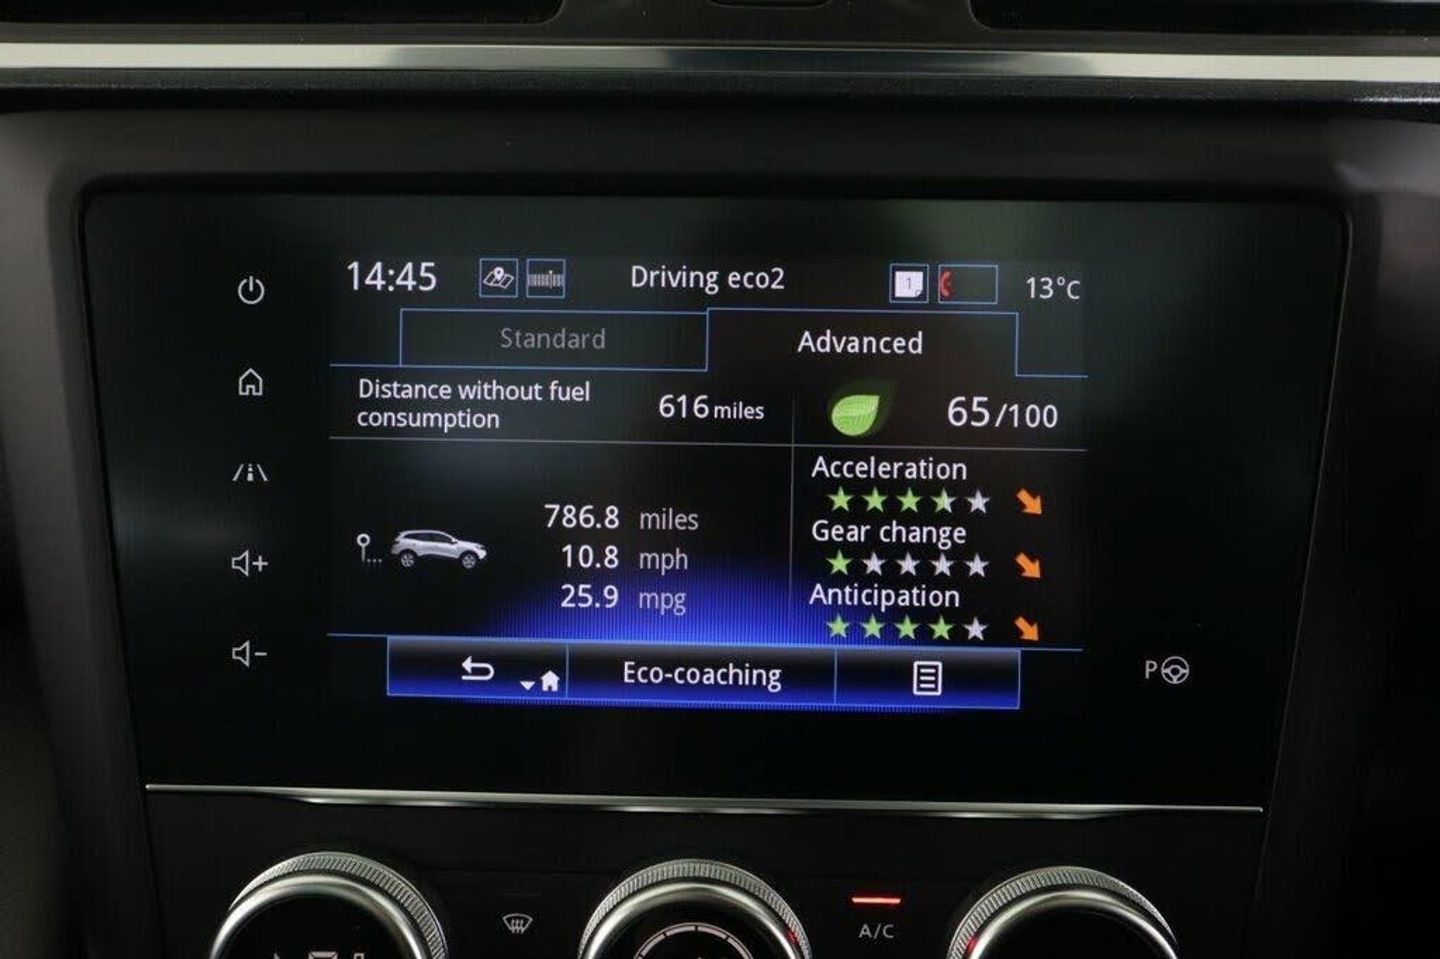 14:45
Driving eco2
1
13°C
Standard
Advanced
Distance without fuel
consumption
616 miles
65/100
Acceleration
786.8 miles
Gear change
10.8 mph
Anticipation
25.9 mpg
Eco-coaching
P
A/C